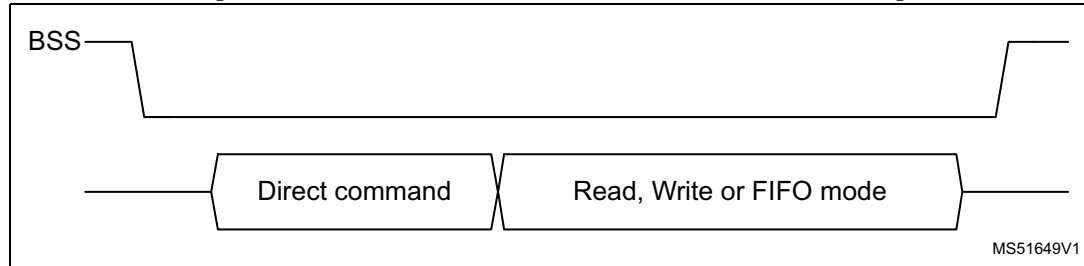 BSS
Direct command
Read, Write or FIFO mode
MS51649V1